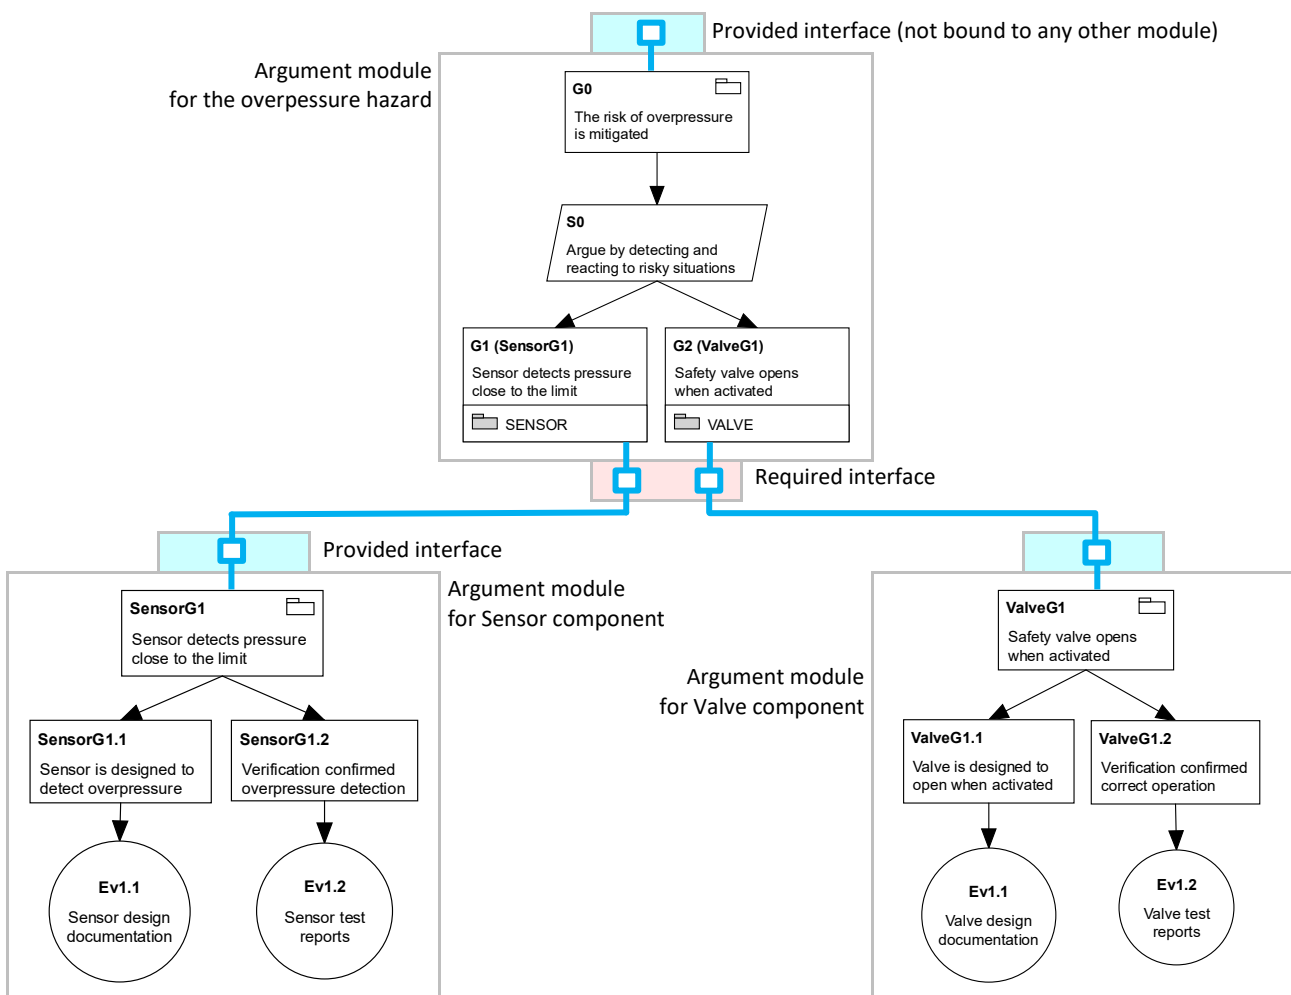 Provided interface (not bound to any other module)
Argument module
for the overpessure hazard
G0
The risk of overpressure
is mitigated
S0
Argue by detecting and
reacting to risky situations
G1 (SensorG1)
Sensor detects pressure
close to the limit
SENSOR
G2 (ValveG1)
Safety valve opens
when activated
VALVE
Required interface
Provided interface
Argument module
for Sensor component
SensorG1
Sensor detects pressure
close to the limit
SensorG1.1
Sensor is designed to
detect overpressure
SensorG1.2
Verification confirmed
overpressure detection
Ev1.1
Sensor design
documentation
Ev1.2
Sensor test
reports
Argument module
for Valve component
ValveG1
Safety valve opens
when activated
ValveG1.1
Valve is designed to
open when activated
ValveG1.2
Verification confirmed
correct operation
Ev1.1
Valve design
documentation
Ev1.2
Valve test
reports